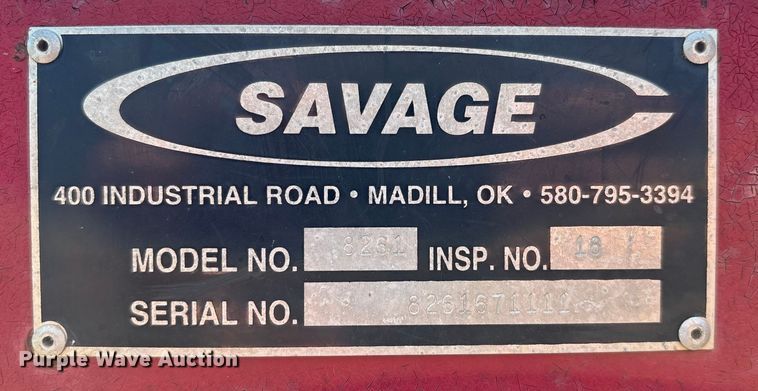 SAVAGE
400 INDUSTRIAL ROAD • MADILL, OK • 580-795-3394
MODEL NO. 8261 INSP. NO. 18
SERIAL NO. 8261671111
Purple Wave Auction